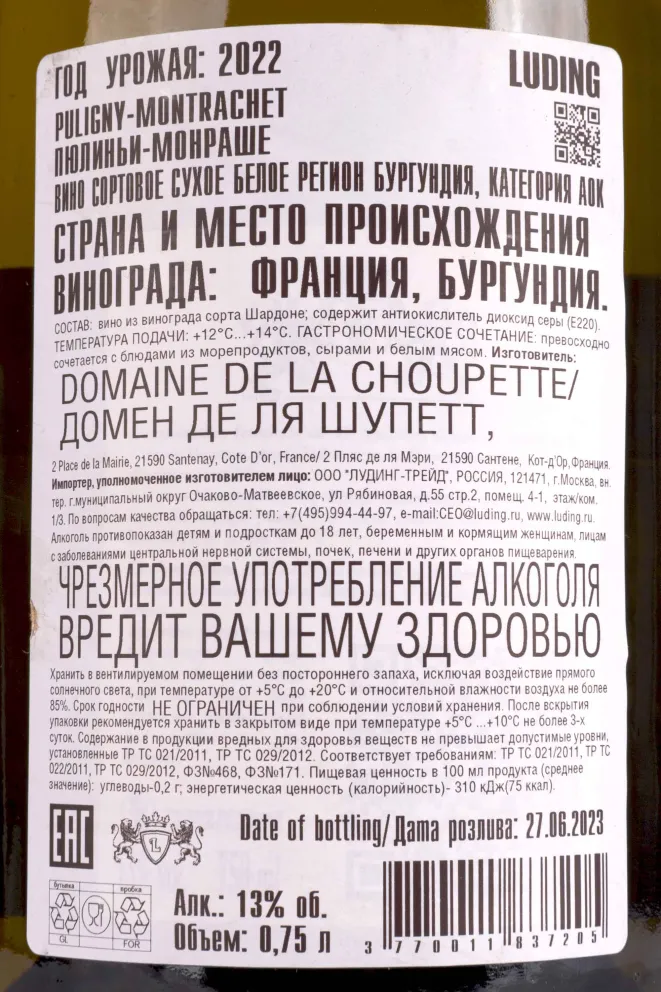 ГОД УРОЖАЯ: 2022
LUDING
PULIGNY-MONTRACHET
ПЮЛИНЬИ-МОНРАШЕ
ВИНО СОРТОВОЕ СУХОЕ БЕЛОЕ РЕГИОН БУРГУНДИЯ, КАТЕГОРИЯ АОК
СТРАНА И МЕСТО ПРОИСХОЖДЕНИЯ
ВИНОГРАДА: ФРАНЦИЯ, БУРГУНДИЯ.
СОСТАВ: вино из винограда сорта Шардоне; содержит антиокислитель диоксид серы (Е220).
ТЕМПЕРАТУРА ПОДАЧИ: +12°С...+14°С. ГАСТРОНОМИЧЕСКОЕ СОЧЕТАНИЕ: превосходно
сочетается с блюдами из морепродуктов, сырами и белым мясом. Изготовитель:
DOMAINE DE LA CHOUPETTE/
ДОМЕН ДЕ ЛЯ ШУПЕТТ,
2 Place de la Mairie, 21590 Santenay, Cote D'or, France/ 2 Пляс де ля Мэри, 21590 Сантене, Кот-д'Ор, Франция.
Импортер, уполномоченное изготовителем лицо: ООО "ЛУДИНГ-ТРЕЙД", РОССИЯ, 121471, г.Москва, вн.
тер. г.муниципальный округ Очаково-Матвеевское, ул Рябиновая, д.55 стр.2, помещ. 4-1, этаж/ком.
1/3. По вопросам качества обращаться: тел: +7(495)994-44-97, e-mail:CEO@luding.ru, www.luding.ru.
Алкоголь противопоказан детям и подросткам до 18 лет, беременным и кормящим женщинам, лицам
с заболеваниями центральной нервной системы, почек, печени и других органов пищеварения.
ЧРЕЗМЕРНОЕ УПОТРЕБЛЕНИЕ АЛКОГОЛЯ
ВРЕДИТ ВАШЕМУ ЗДОРОВЬЮ
Хранить в вентилируемом помещении без постороннего запаха, исключая воздействие прямого
солнечного света, при температуре от +5°С до +20°С и относительной влажности воздуха не более
85%. Срок годности НЕ ОГРАНИЧЕН при соблюдении условий хранения. После вскрытия
упаковки рекомендуется хранить в закрытом виде при температуре +5°С ...+10°С не более 3-х
суток. Содержание в продукции вредных для здоровья веществ не превышает допустимые уровни,
установленные ТР ТС 021/2011, ТР ТС 029/2012. Соответствует требованиям: ТР ТС 021/2011, ТР ТС
022/2011, ТР ТС 029/2012, ФЗ№468, ФЗ№171. Пищевая ценность в 100 мл продукта (среднее
значение): углеводы-0,2 г; энергетическая ценность (калорийность)- 310 кДж(75 ккал).
EAC
L
Date of bottling/Дата розлива: 27.06.2023
бутылка пробка
GL FOR
Алк.: 13% об.
Объем: 0,75 л
3 770011 837205